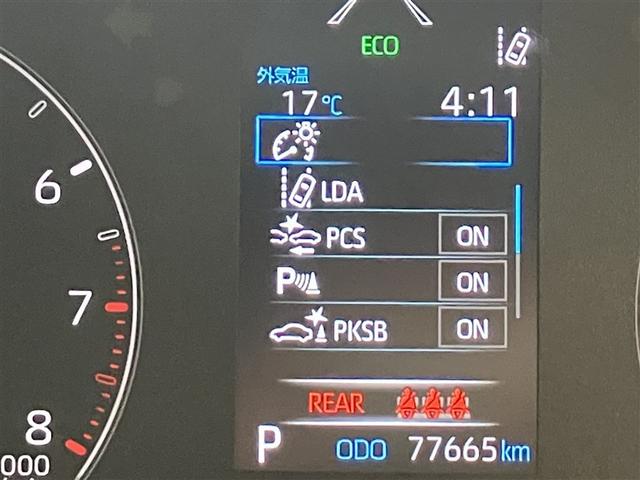 ECO
外気温
17℃ 4:11
LDA
PCS ON
P ON
PKSB ON
REAR
P ODO 77665km
6
7
8
000